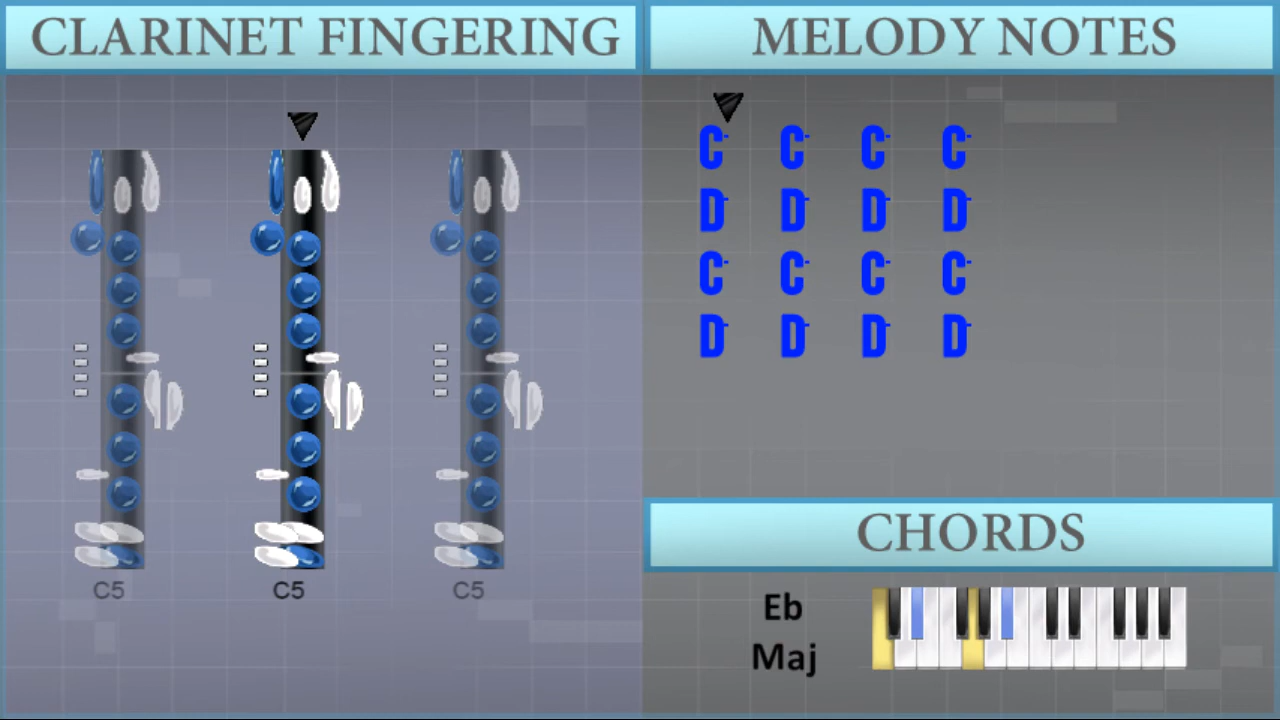 CLARINET FINGERING
C5 C5 C5
MELODY NOTES
C- C- C- C-
D- D- D- D-
C- C- C- C-
D- D- D- D-
CHORDS
Eb
Maj